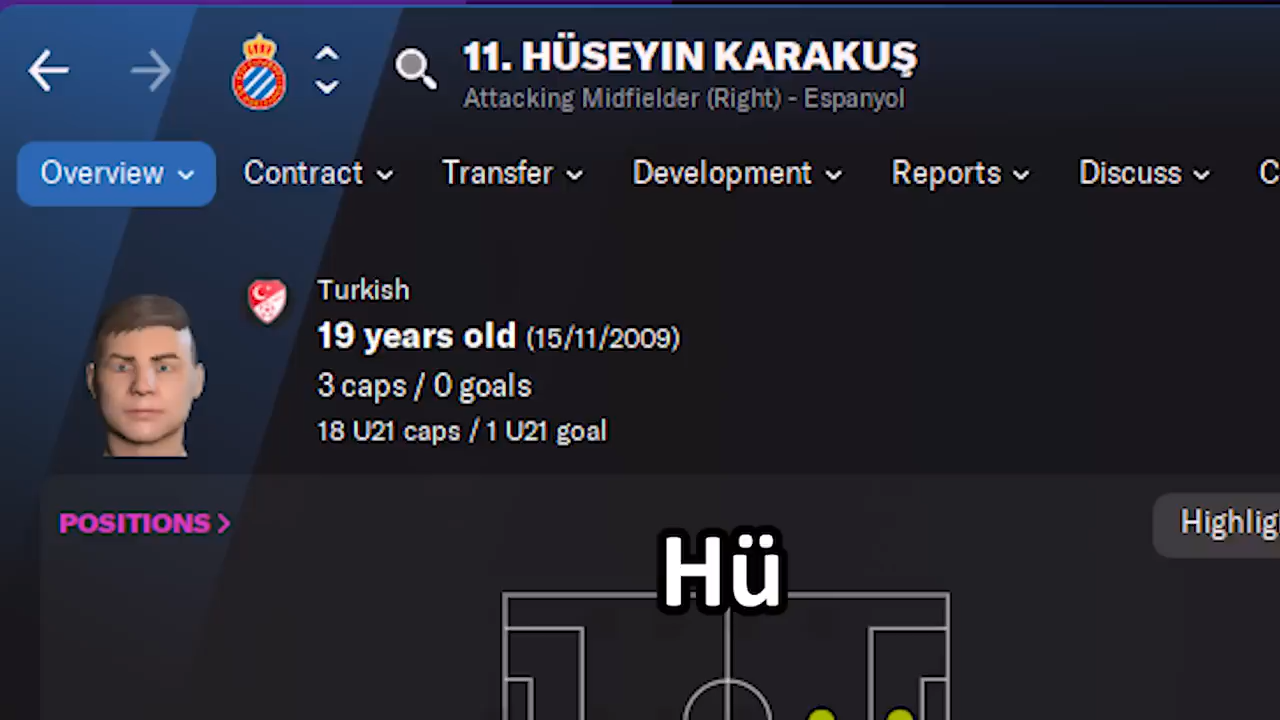 11. HÜSEYIN KARAKUŞ
Attacking Midfielder (Right) - Espanyol
Overview Contract Transfer Development Reports Discuss C
Turkish
19 years old (15/11/2009)
3 caps / 0 goals
18 U21 caps / 1 U21 goal
POSITIONS
Highlig
Hü